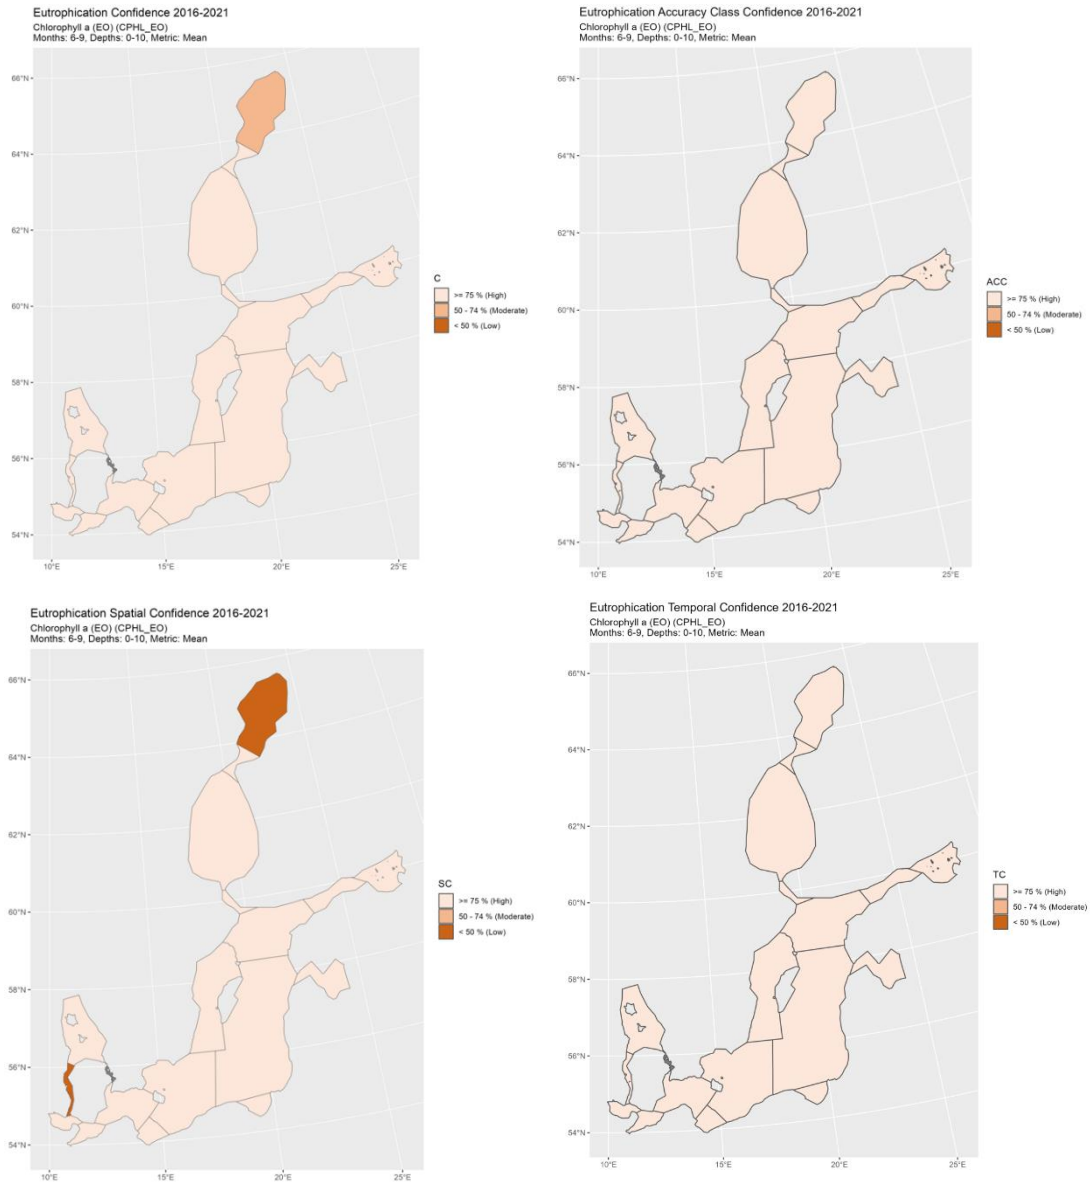 Eutrophication Confidence 2016-2021
Chlorophyll a (EO) (CPHL_EO)
Months: 6-9, Depths: 0-10, Metric: Mean
66°N
64°N
62°N
60°N
58°N
56°N
54°N
10°E
15°E
20°E
25°E
C
>= 75 % (High)
50 - 74 % (Moderate)
< 50 % (Low)
Eutrophication Accuracy Class Confidence 2016-2021
Chlorophyll a (EO) (CPHL_EO)
Months: 6-9, Depths: 0-10, Metric: Mean
66°N
64°N
62°N
60°N
58°N
56°N
54°N
10°E
15°E
20°E
25°E
ACC
>= 75 % (High)
50 - 74 % (Moderate)
< 50 % (Low)
Eutrophication Spatial Confidence 2016-2021
Chlorophyll a (EO) (CPHL_EO)
Months: 6-9, Depths: 0-10, Metric: Mean
66°N
64°N
62°N
60°N
58°N
56°N
54°N
10°E
15°E
20°E
25°E
SC
>= 75 % (High)
50 - 74 % (Moderate)
< 50 % (Low)
Eutrophication Temporal Confidence 2016-2021
Chlorophyll a (EO) (CPHL_EO)
Months: 6-9, Depths: 0-10, Metric: Mean
66°N
64°N
62°N
60°N
58°N
56°N
54°N
10°E
15°E
20°E
25°E
TC
>= 75 % (High)
50 - 74 % (Moderate)
< 50 % (Low)